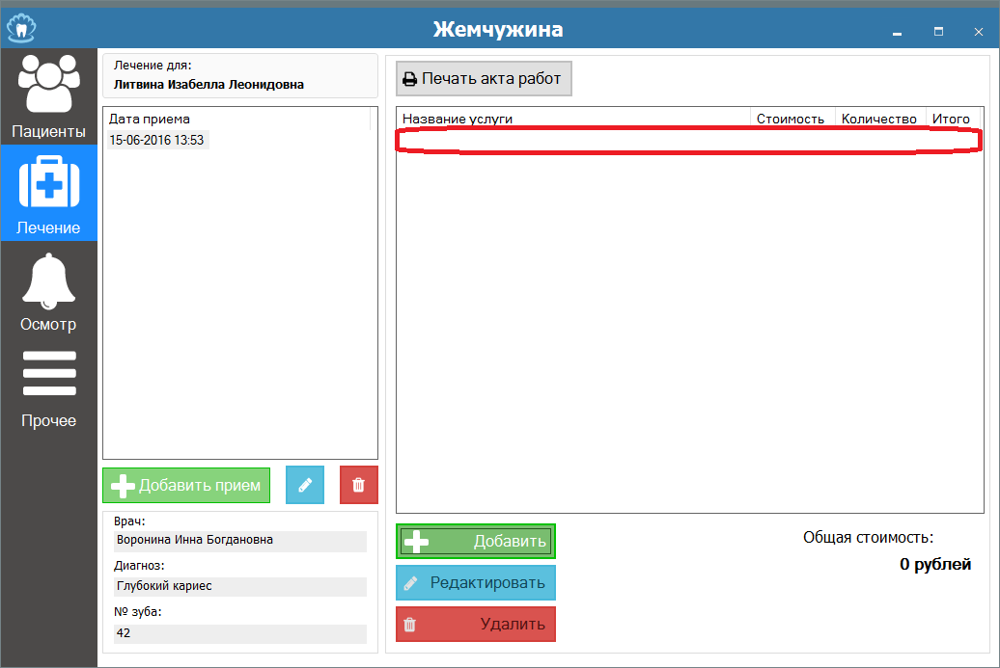 Жемчужина
Пациенты
Лечение
Осмотр
Прочее
Лечение для:
Литвина Изабелла Леонидовна
Дата приема
15-06-2016 13:53
Добавить прием
Врач:
Воронина Инна Богдановна
Диагноз:
Глубокий кариес
№ зуба:
42
Печать акта работ
Название услуги Стоимость Количество Итого
Добавить
Редактировать
Удалить
Общая стоимость:
0 рублей